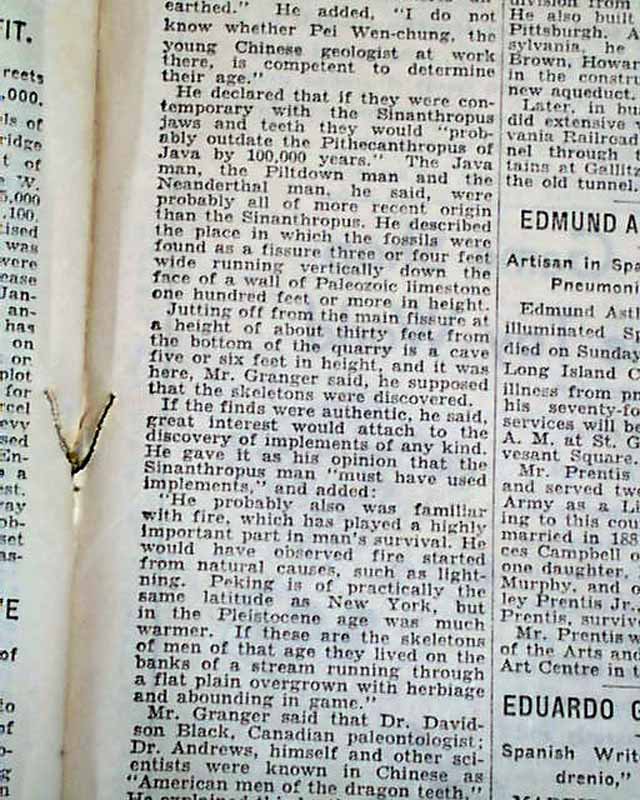 earthed." He added, "I do not
know whether Pei Wen-chung, the
young Chinese geologist at work
there, is competent to determine
their age."
He declared that if they were con-
temporary with the Sinanthropus
jaws and teeth they would "prob-
ably outdate the Pithecanthropus of
Java by 100,000 years." The Java
man, the Piltdown man and the
Neanderthal man, he said, were
probably all of more recent origin
than the Sinanthropus. He described
the place in which the fossils were
found as a fissure three or four feet
wide running vertically down the
face of a wall of Paleozoic limestone
one hundred feet or more in height.
Jutting off from the main fissure at
a height of about thirty feet from
the bottom of the quarry is a cave
five or six feet in height, and it was
here, Mr. Granger said, he supposed
that the skeletons were discovered.
If the finds were authentic, he said,
great interest would attach to the
discovery of implements of any kind.
He gave it as his opinion that the
Sinanthropus man "must have used
implements," and added:
"He probably also was familiar
with fire, which has played a highly
important part in man's survival. He
would have observed fire started
from natural causes, such as light-
ning. Peking is of practically the
same latitude as New York, but
in the Pleistocene age was much
warmer. If these are the skeletons
of men of that age they lived on the
banks of a stream running through
a flat plain overgrown with herbiage
and abounding in game."
Mr. Granger said that Dr. David-
son Black, Canadian paleontologist;
Dr. Andrews, himself and other sci-
entists were known in Chinese as
"American men of the dragon teeth."
He also built
Pittsburgh. A
sylvania, he
Brown, Howar
in the constru
new aqueduct.
Later, in bu
did extensive
vania Railroad
nel through
tains at Gallitz
the old tunnel.
EDMUND A
Artisan in Spa
Pneumoni
Edmund Astl
illuminated Sp
died on Sunday
Long Island C
illness from pn
his seventy-fo
services will be
A. M. at St. G
vesant Square.
Mr. Prentis
and served tw
Army as a Li
ing to this cou
married in 188
ces Campbell o
one daughter,
Murphy, and o
ley Prentis Jr.
Prentis, surviv
Mr. Prentis w
of the Arts and
Art Centre in t
EDUARDO G
Spanish Write
drenio,"